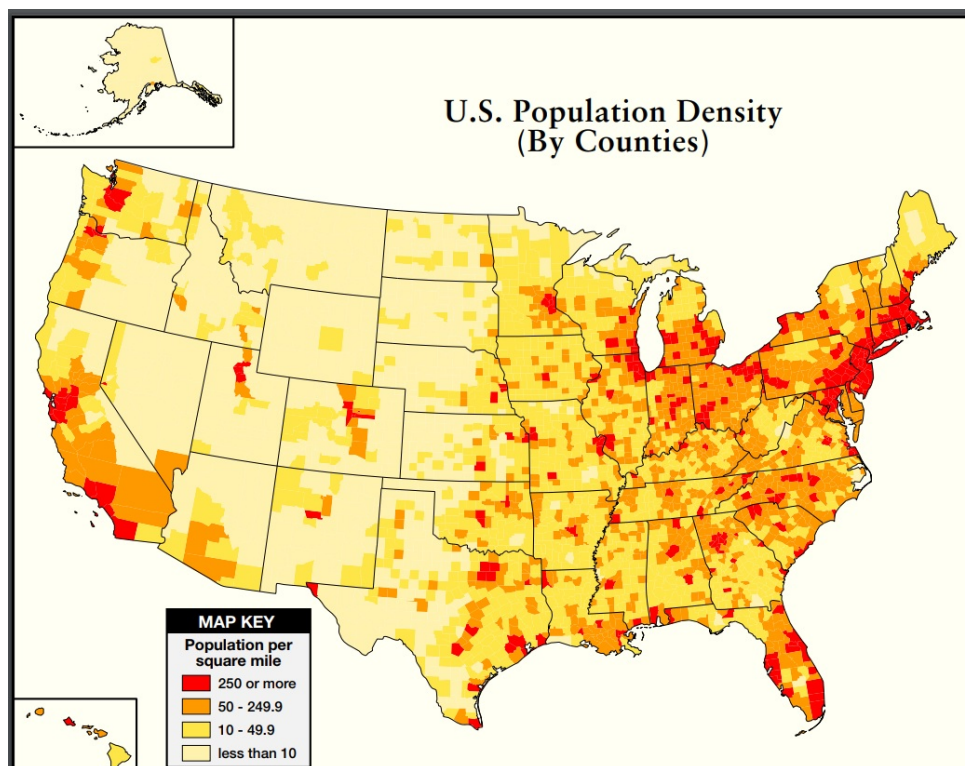 U.S. Population Density
(By Counties)
MAP KEY
Population per
square mile
250 or more
50 - 249.9
10 - 49.9
less than 10